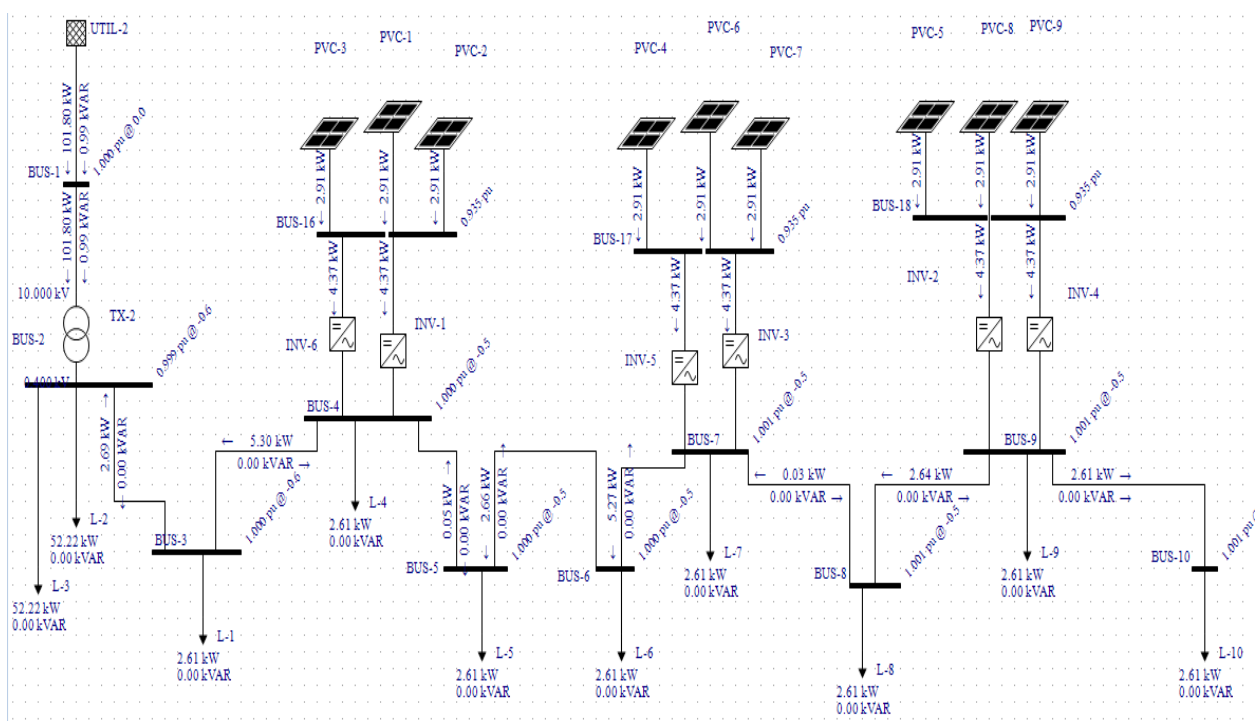 UTIL-2
← 101.80 kW
← 0.99 kVAR
1.000 pu @ 0.0
BUS-1
← 101.80 kW
← 0.99 kVAR
10.000 kV
TX-2
BUS-2
0.400 kV
0.999 pu @ -0.6
2.69 kW →
← 0.00 kVAR
L-2
52.22 kW
0.00 kVAR
L-3
52.22 kW
0.00 kVAR
BUS-3
1.000 pu @ -0.6
L-1
2.61 kW
0.00 kVAR
PVC-3
PVC-1
PVC-2
← 2.91 kW
← 2.91 kW
← 2.91 kW
BUS-16
0.935 pu
← 4.37 kW
← 4.37 kW
INV-6
INV-1
BUS-4
1.000 pu @ -0.5
← 5.30 kW
0.00 kVAR →
L-4
2.61 kW
0.00 kVAR
0.05 kW →
← 0.00 kVAR
← 2.66 kW
0.00 kVAR →
BUS-5
1.000 pu @ -0.5
L-5
2.61 kW
0.00 kVAR
BUS-6
1.000 pu @ -0.5
← 5.27 kW
0.00 kVAR →
L-6
2.61 kW
0.00 kVAR
PVC-4
PVC-6
PVC-7
← 2.91 kW
← 2.91 kW
← 2.91 kW
BUS-17
0.935 pu
← 4.37 kW
← 4.37 kW
INV-5
INV-3
BUS-7
1.001 pu @ -0.5
L-7
2.61 kW
0.00 kVAR
← 0.03 kW
0.00 kVAR →
BUS-8
1.001 pu @ -0.5
L-8
2.61 kW
0.00 kVAR
PVC-5
PVC-8
PVC-9
← 2.91 kW
← 2.91 kW
← 2.91 kW
BUS-18
0.935 pu
← 4.37 kW
← 4.37 kW
INV-2
INV-4
BUS-9
1.001 pu @ -0.5
← 2.64 kW
0.00 kVAR →
L-9
2.61 kW
0.00 kVAR
2.61 kW →
0.00 kVAR →
BUS-10
1.001 pu @
L-10
2.61 kW
0.00 kVAR